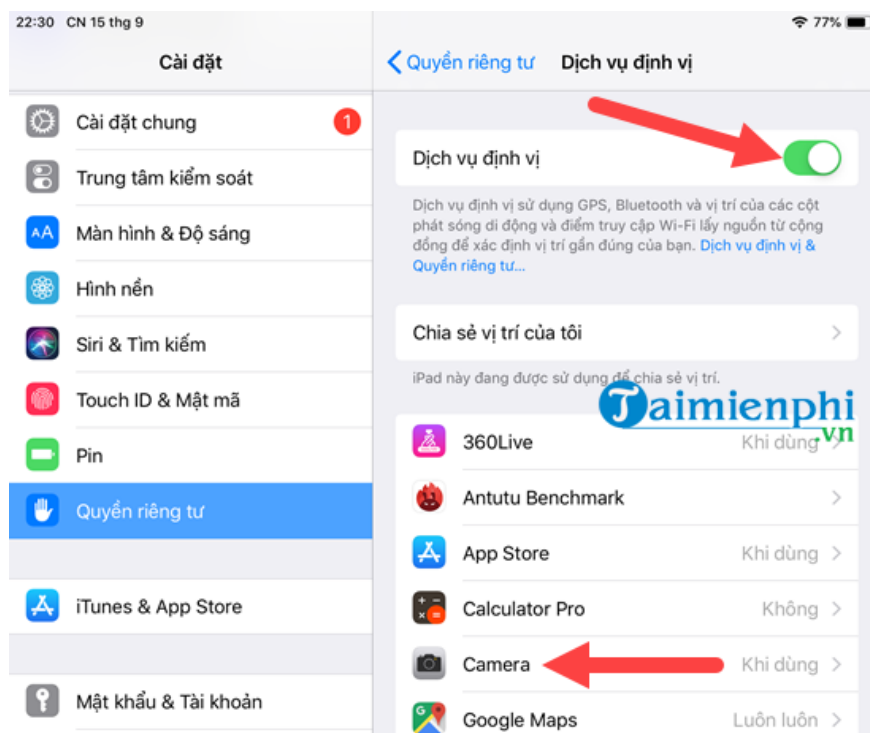 22:30 CN 15 thg 9
77%
Cài đặt
Cài đặt chung
1
Trung tâm kiểm soát
AA
Màn hình & Độ sáng
Hình nền
Siri & Tìm kiếm
Touch ID & Mật mã
Pin
Quyền riêng tư
iTunes & App Store
Mật khẩu & Tài khoản
Quyền riêng tư Dịch vụ định vị
Dịch vụ định vị
Dịch vụ định vị sử dụng GPS, Bluetooth và vị trí của các cột
phát sóng di động và điểm truy cập Wi-Fi lấy nguồn từ cộng
đồng để xác định vị trí gần đúng của bạn. Dịch vụ định vị &
Quyền riêng tư...
Chia sẻ vị trí của tôi
iPad này đang được sử dụng để chia sẻ vị trí.
Taimienphi
.vn
360Live Khi dùng
Antutu Benchmark
App Store Khi dùng
Calculator Pro Không
Camera Khi dùng
G
Google Maps Luôn luôn